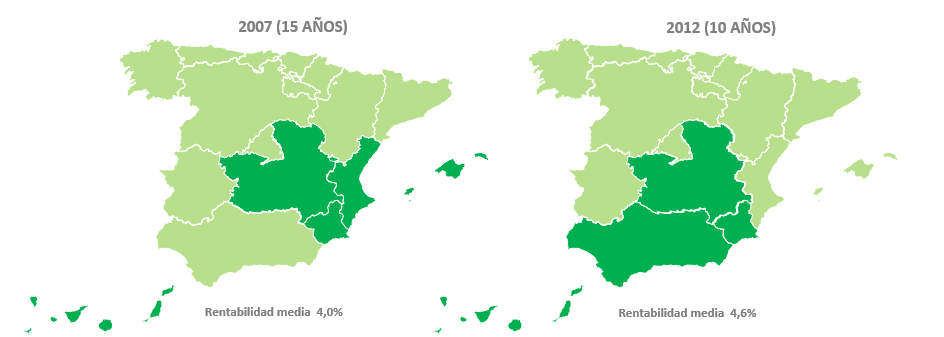 2007 (15 AÑOS)
2012 (10 AÑOS)
Rentabilidad media 4,0%
Rentabilidad media 4,6%